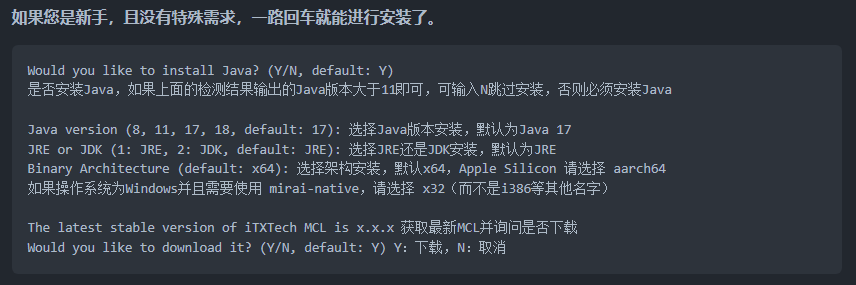 如果您是新手，且没有特殊需求，一路回车就能进行安装了。
Would you like to install Java? (Y/N, default: Y)
是否安装Java，如果上面的检测结果输出的Java版本大于11即可，可输入N跳过安装，否则必须安装Java
Java version (8, 11, 17, 18, default: 17): 选择Java版本安装，默认为Java 17
JRE or JDK (1: JRE, 2: JDK, default: JRE): 选择JRE还是JDK安装，默认为JRE
Binary Architecture (default: x64): 选择架构安装，默认x64，Apple Silicon 请选择 aarch64
如果操作系统为Windows并且需要使用 mirai-native，请选择 x32（而不是i386等其他名字）
The latest stable version of iTXTech MCL is x.x.x 获取最新MCL并询问是否下载
Would you like to download it? (Y/N, default: Y) Y: 下载，N: 取消